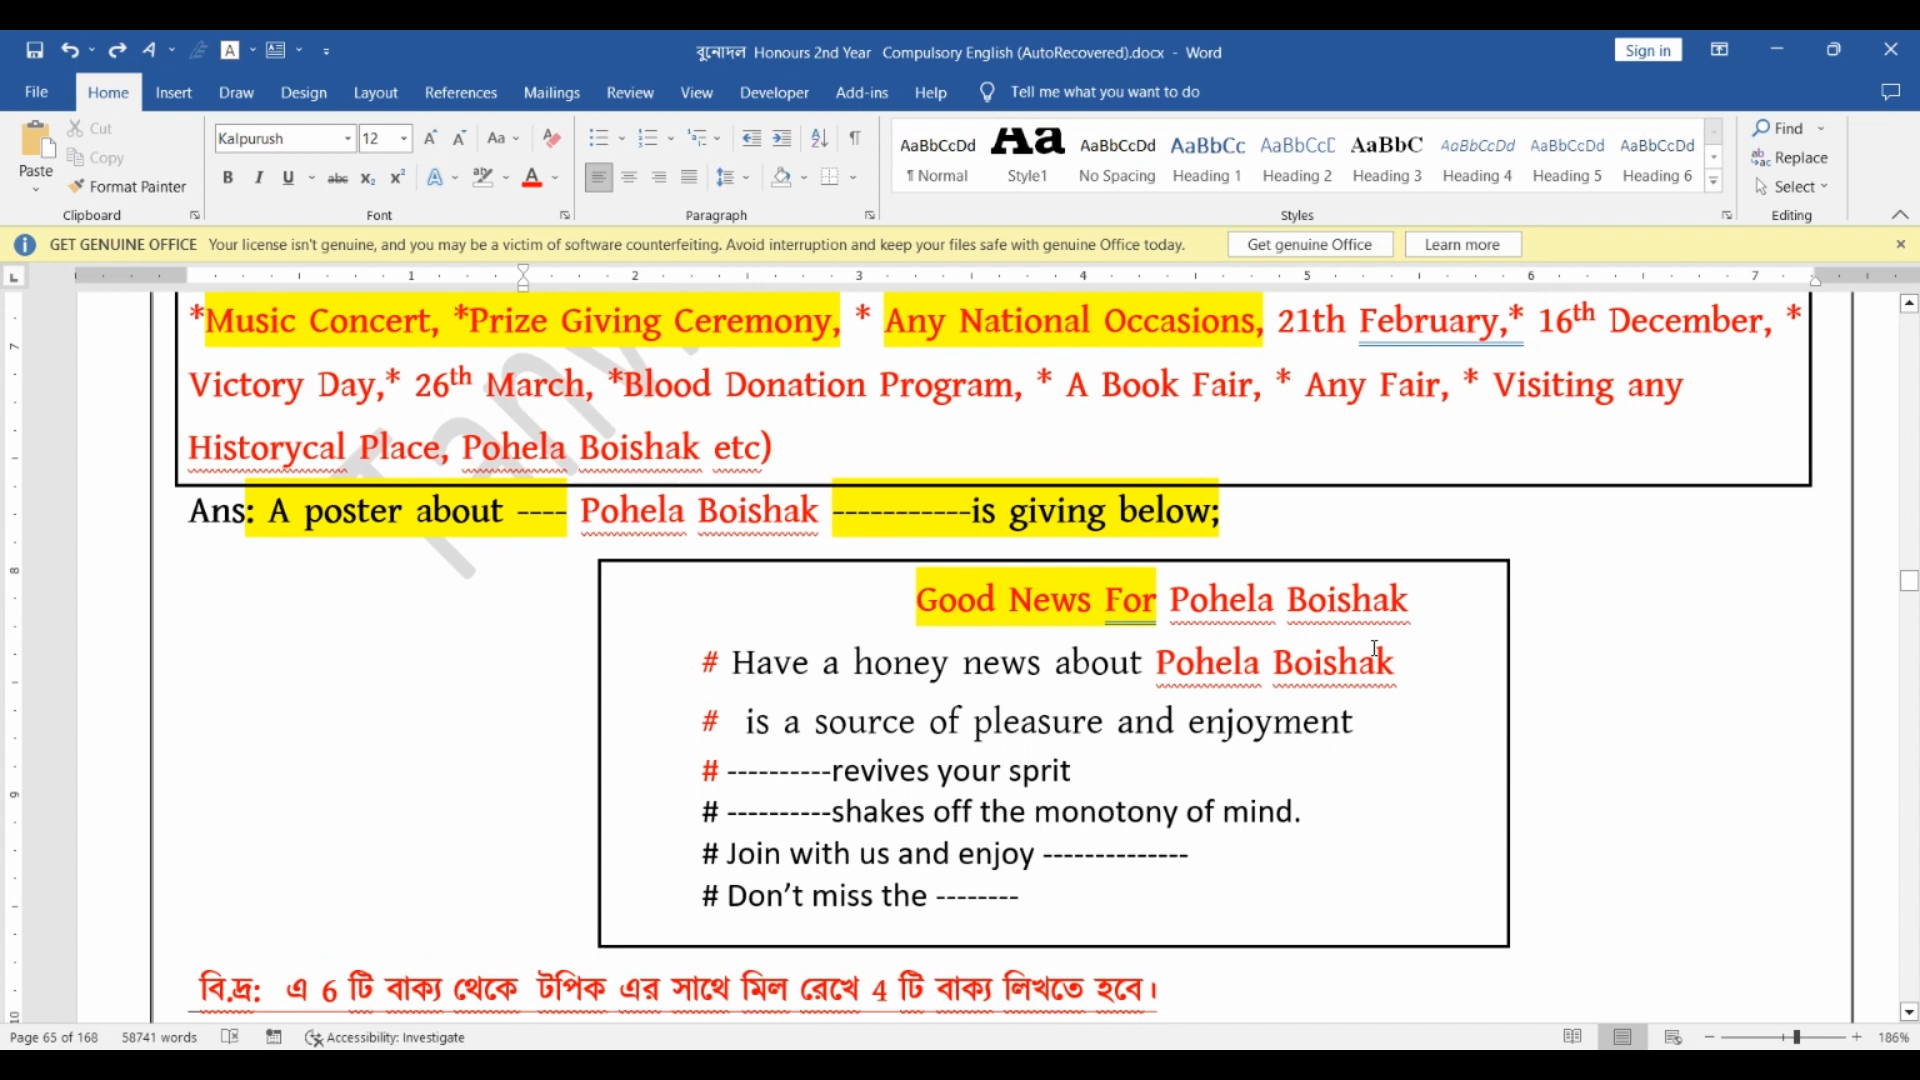 বুনোদল Honours 2nd Year Compulsory English (AutoRecovered).docx - Word
Sign in
File Home Insert Draw Design Layout References Mailings Review View Developer Add-ins Help Tell me what you want to do
Paste
Cut
Copy
Format Painter
Clipboard
Kalpurush 12
Font
Paragraph
AaBbCcDd Aa AaBbCcDd AaBbCc AaBbCcD AaBbC AaBbCcDd AaBbCcDd AaBbCcDd
¶ Normal Style1 No Spacing Heading 1 Heading 2 Heading 3 Heading 4 Heading 5 Heading 6
Styles
Find
Replace
Select
Editing
GET GENUINE OFFICE Your license isn't genuine, and you may be a victim of software counterfeiting. Avoid interruption and keep your files safe with genuine Office today. Get genuine Office Learn more
1 2 3 4 5 6 7
*Music Concert, *Prize Giving Ceremony, * Any National Occasions, 21th February,* 16th December, *
Victory Day,* 26th March, *Blood Donation Program, * A Book Fair, * Any Fair, * Visiting any
Historycal Place, Pohela Boishak etc)
Ans: A poster about ---- Pohela Boishak -----------is giving below;
Good News For Pohela Boishak
# Have a honey news about Pohela Boishak
# is a source of pleasure and enjoyment
# ----------revives your sprit
# ----------shakes off the monotony of mind.
# Join with us and enjoy --------------
# Don’t miss the --------
বি.দ্র: এ 6 টি বাক্য থেকে টপিক এর সাথে মিল রেখে 4 টি বাক্য লিখতে হবে।
Page 65 of 168 58741 words Accessibility: Investigate 186%